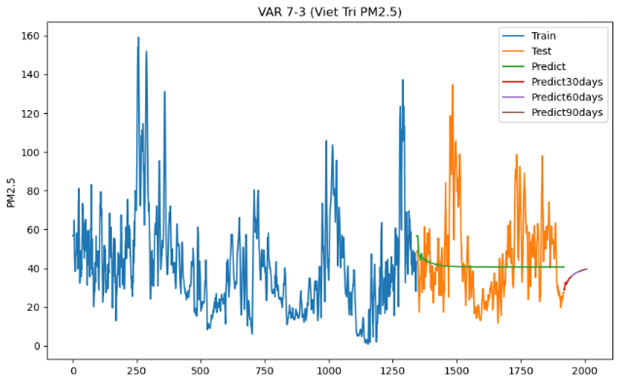 VAR 7-3 (Viet Tri PM2.5)
160
140
120
100
80
60
40
20
0
PM2.5
Train
Test
Predict
Predict30days
Predict60days
Predict90days
0
250
500
750
1000
1250
1500
1750
2000